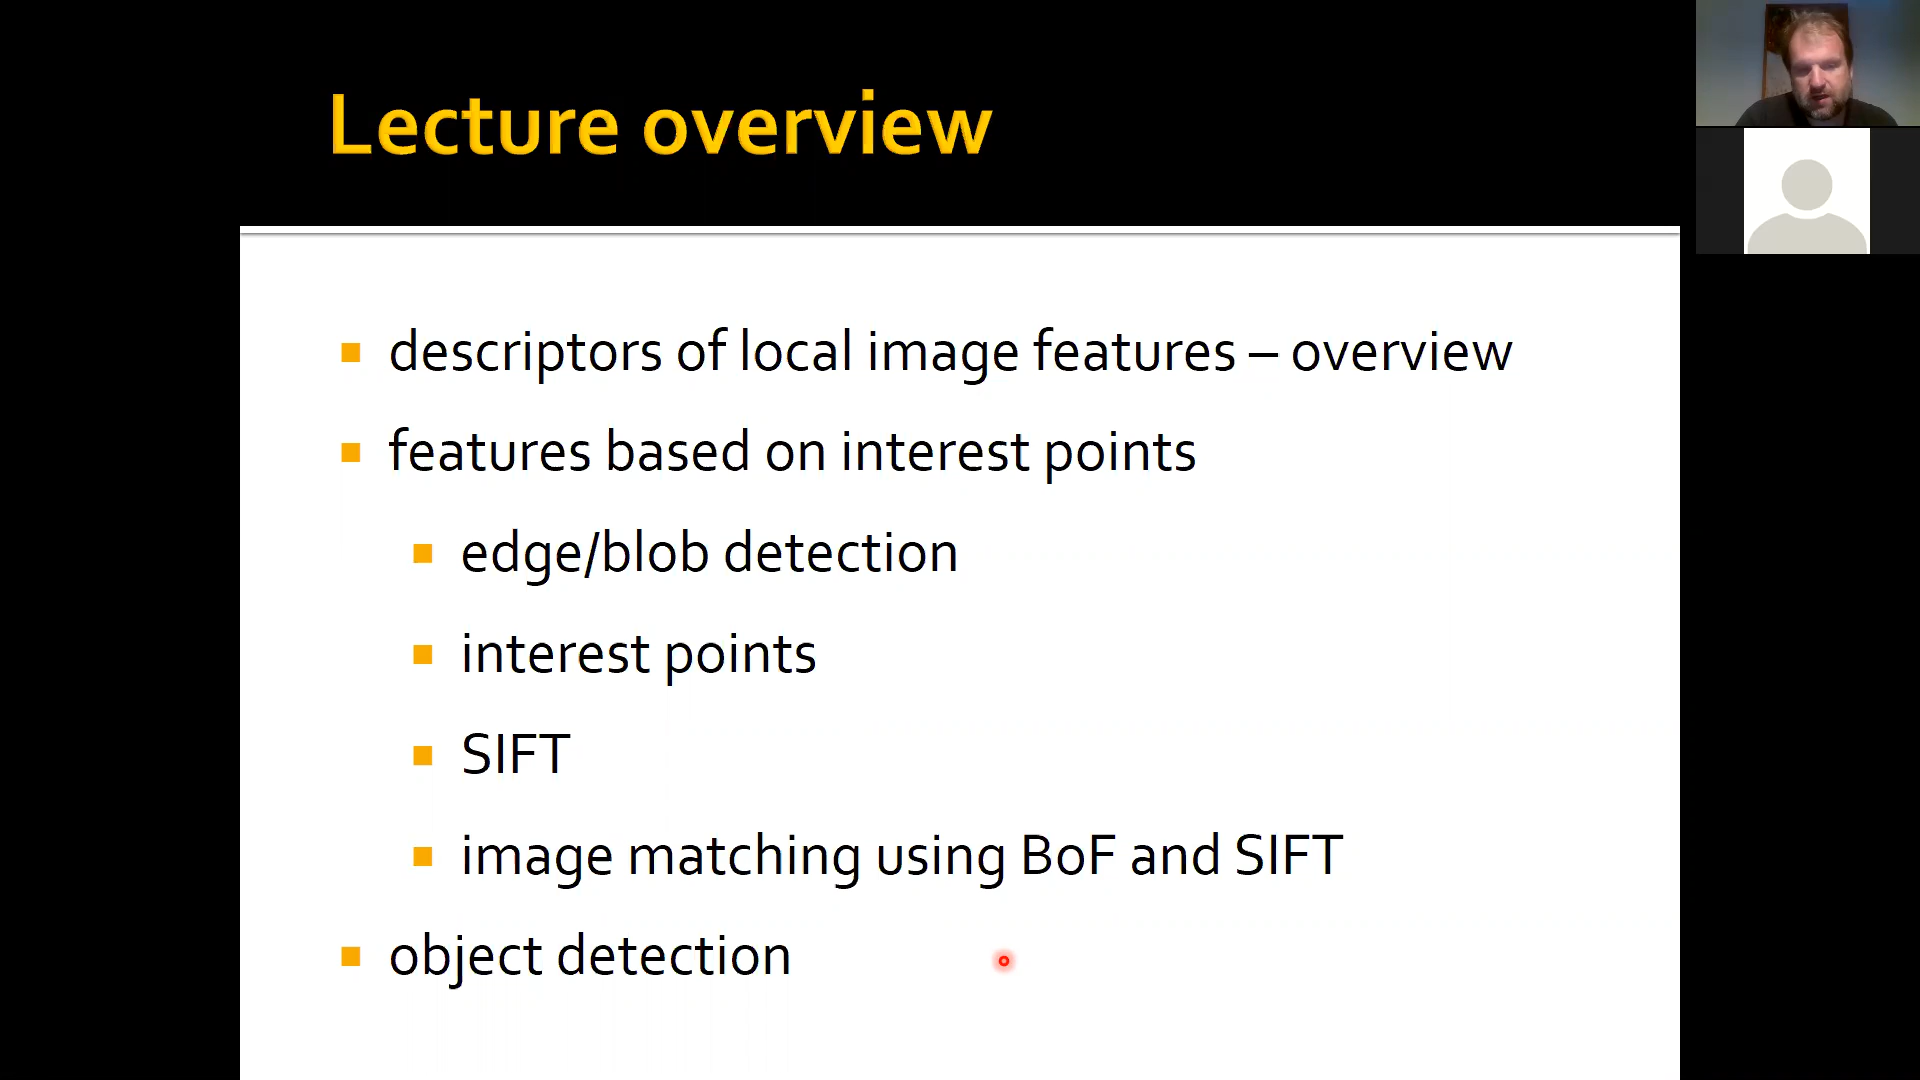 Lecture overview
descriptors of local image features – overview
features based on interest points
edge/blob detection
interest points
SIFT
image matching using BoF and SIFT
object detection